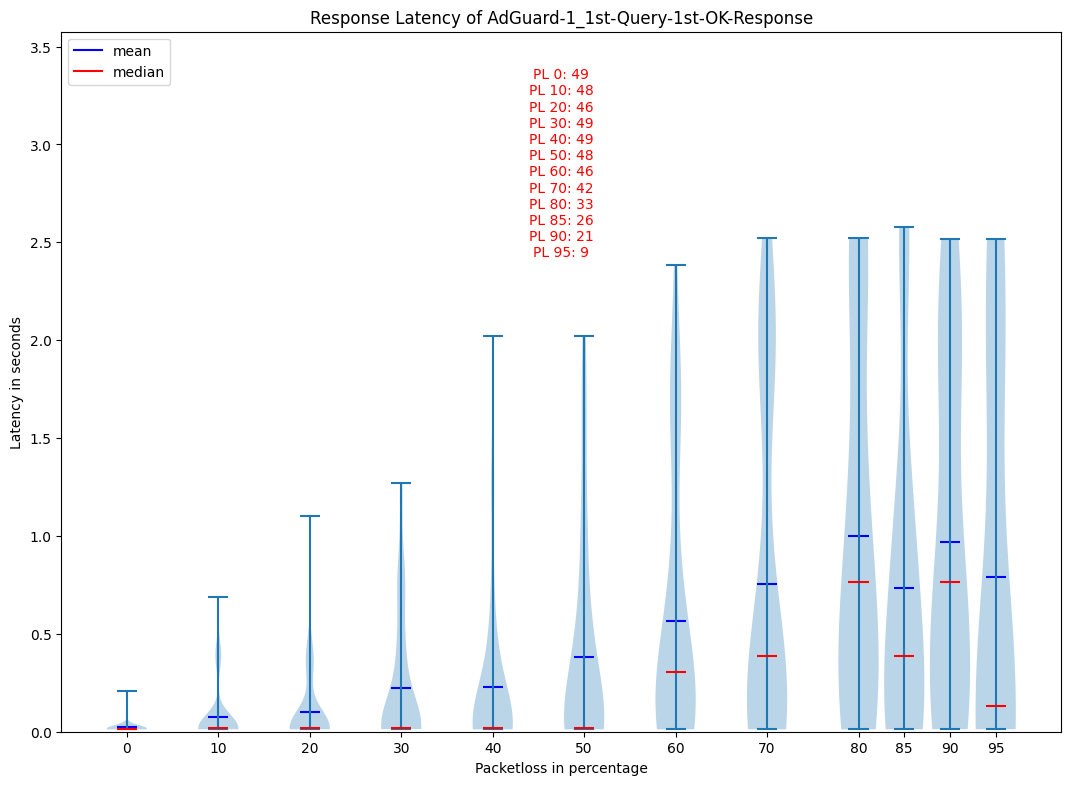 Response Latency of AdGuard-1_1st-Query-1st-OK-Response
mean
median
PL 0: 49
PL 10: 48
PL 20: 46
PL 30: 49
PL 40: 49
PL 50: 48
PL 60: 46
PL 70: 42
PL 80: 33
PL 85: 26
PL 90: 21
PL 95: 9
Latency in seconds
3.5
3.0
2.5
2.0
1.5
1.0
0.5
0.0
0 10 20 30 40 50 60 70 80 85 90 95
Packetloss in percentage